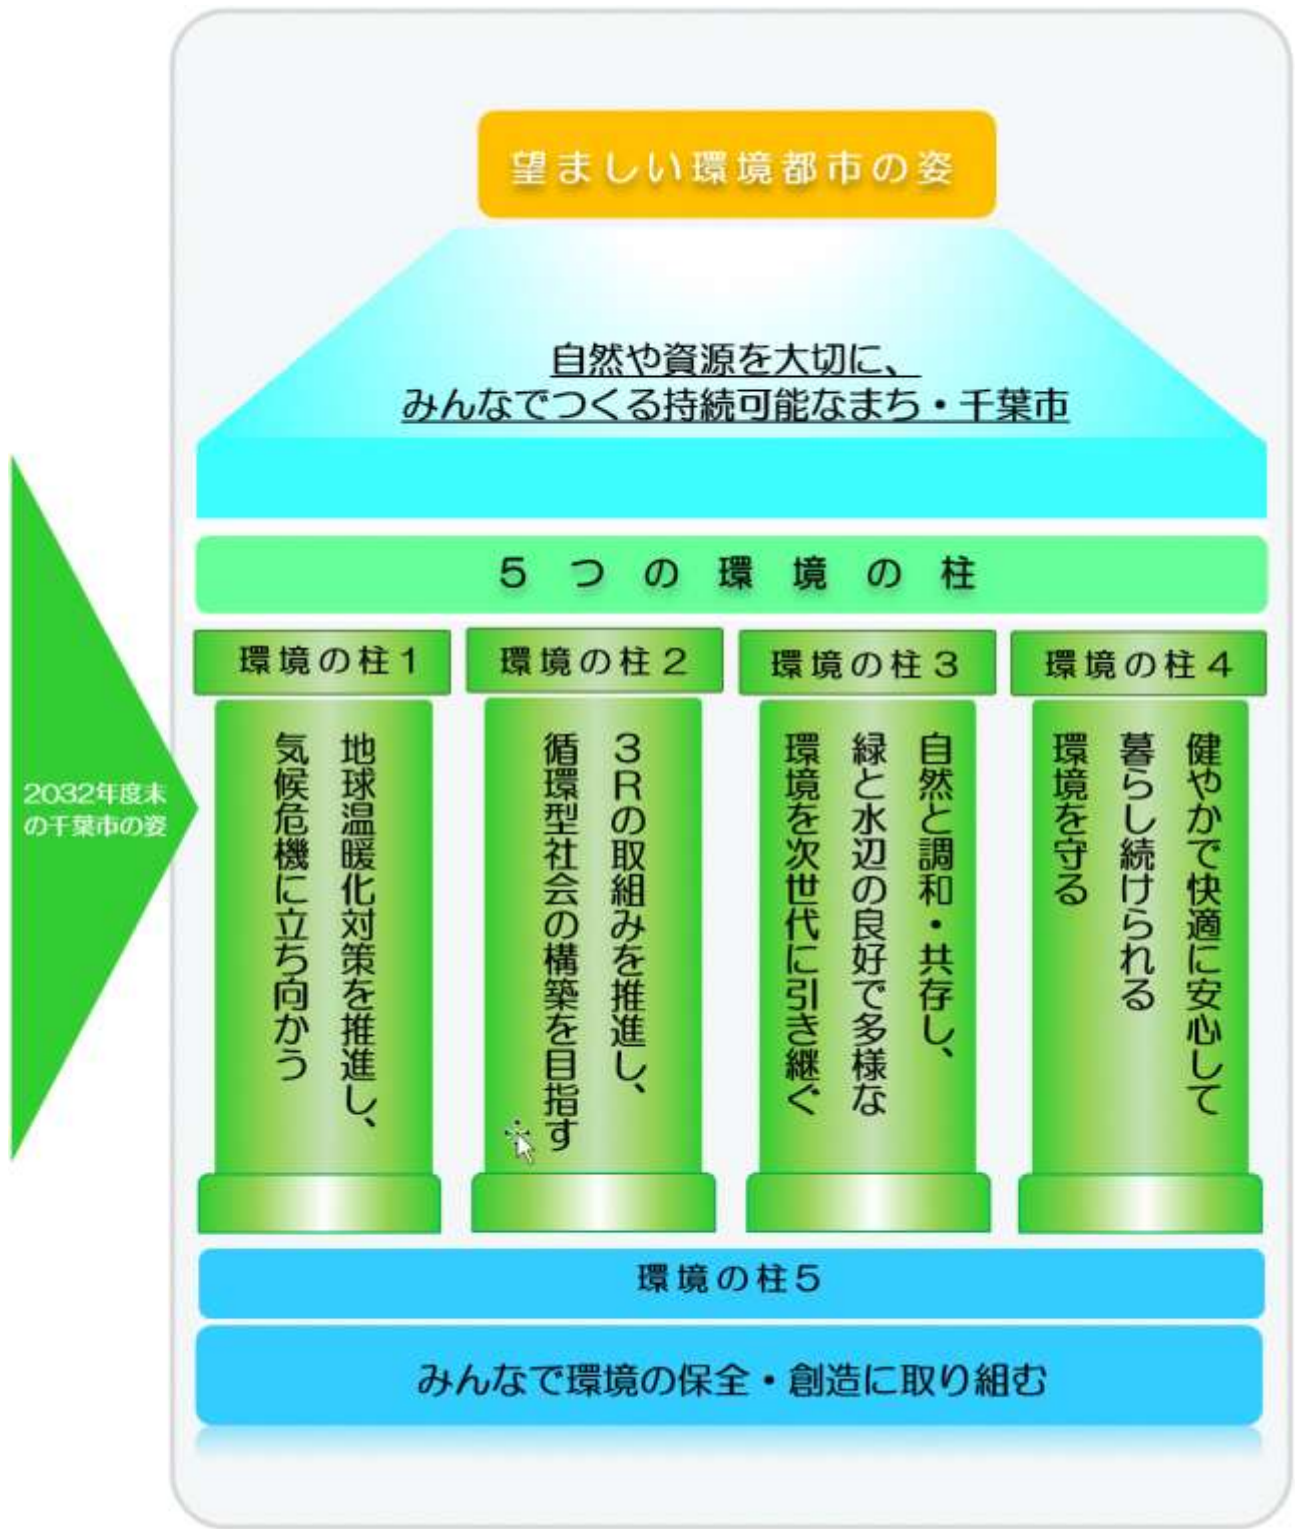 望ましい環境都市の姿
自然や資源を大切に、
みんなでつくる持続可能なまち・千葉市
2032年度末
の千葉市の姿
5つの環境の柱
環境の柱1
地球温暖化対策を推進し、
気候危機に立ち向かう
環境の柱2
3Rの取組みを推進し、
循環型社会の構築を目指す
環境の柱3
自然と調和・共存し、
緑と水辺の良好で多様な
環境を次世代に引き継ぐ
環境の柱4
健やかで快適に安心して
暮らし続けられる
環境を守る
環境の柱5
みんなで環境の保全・創造に取り組む